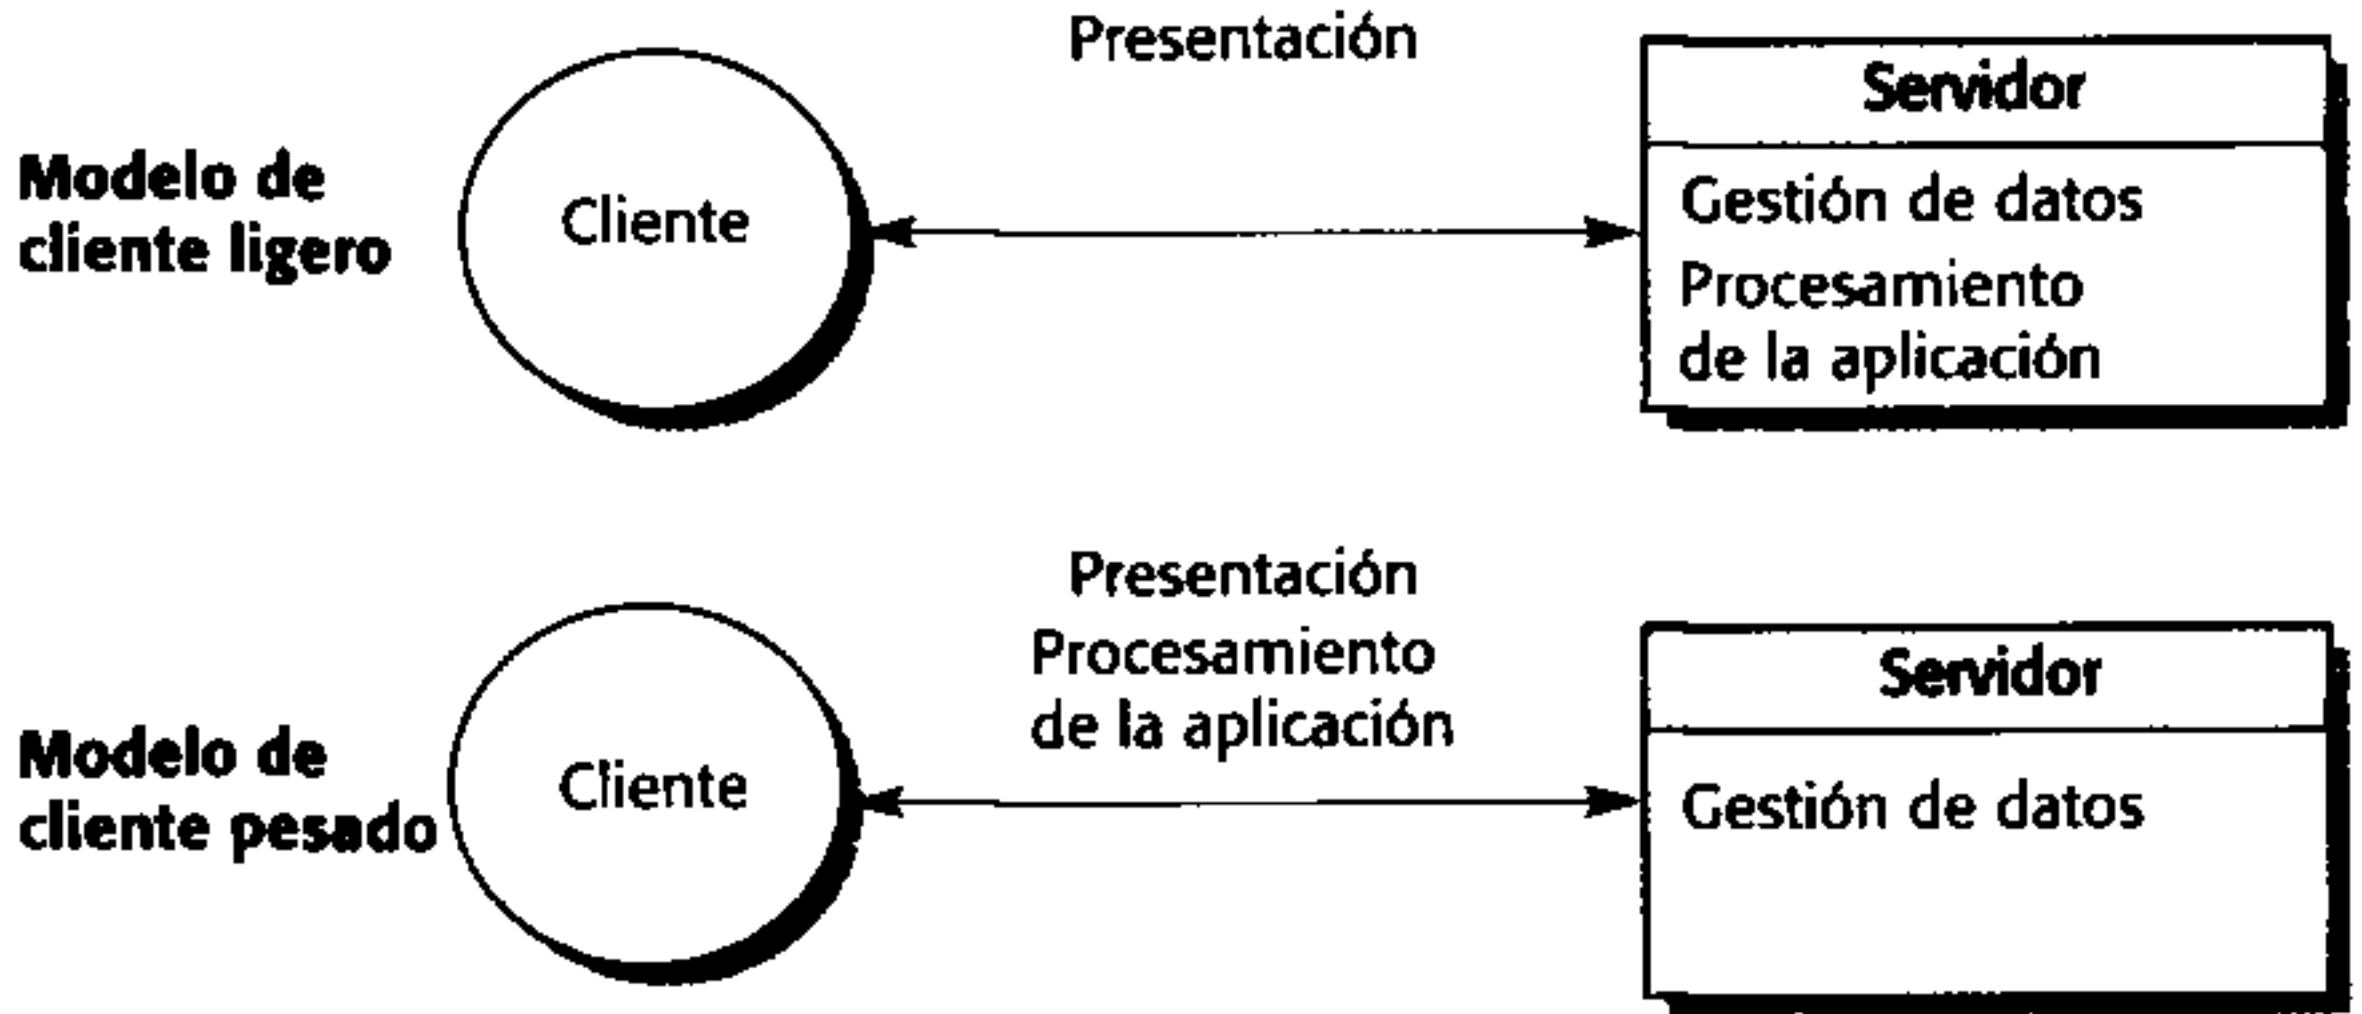 Modelo de
cliente ligero
Cliente
Presentación
Servidor
Gestión de datos
Procesamiento
de la aplicación
Modelo de
cliente pesado
Cliente
Presentación
Procesamiento
de la aplicación
Servidor
Gestión de datos